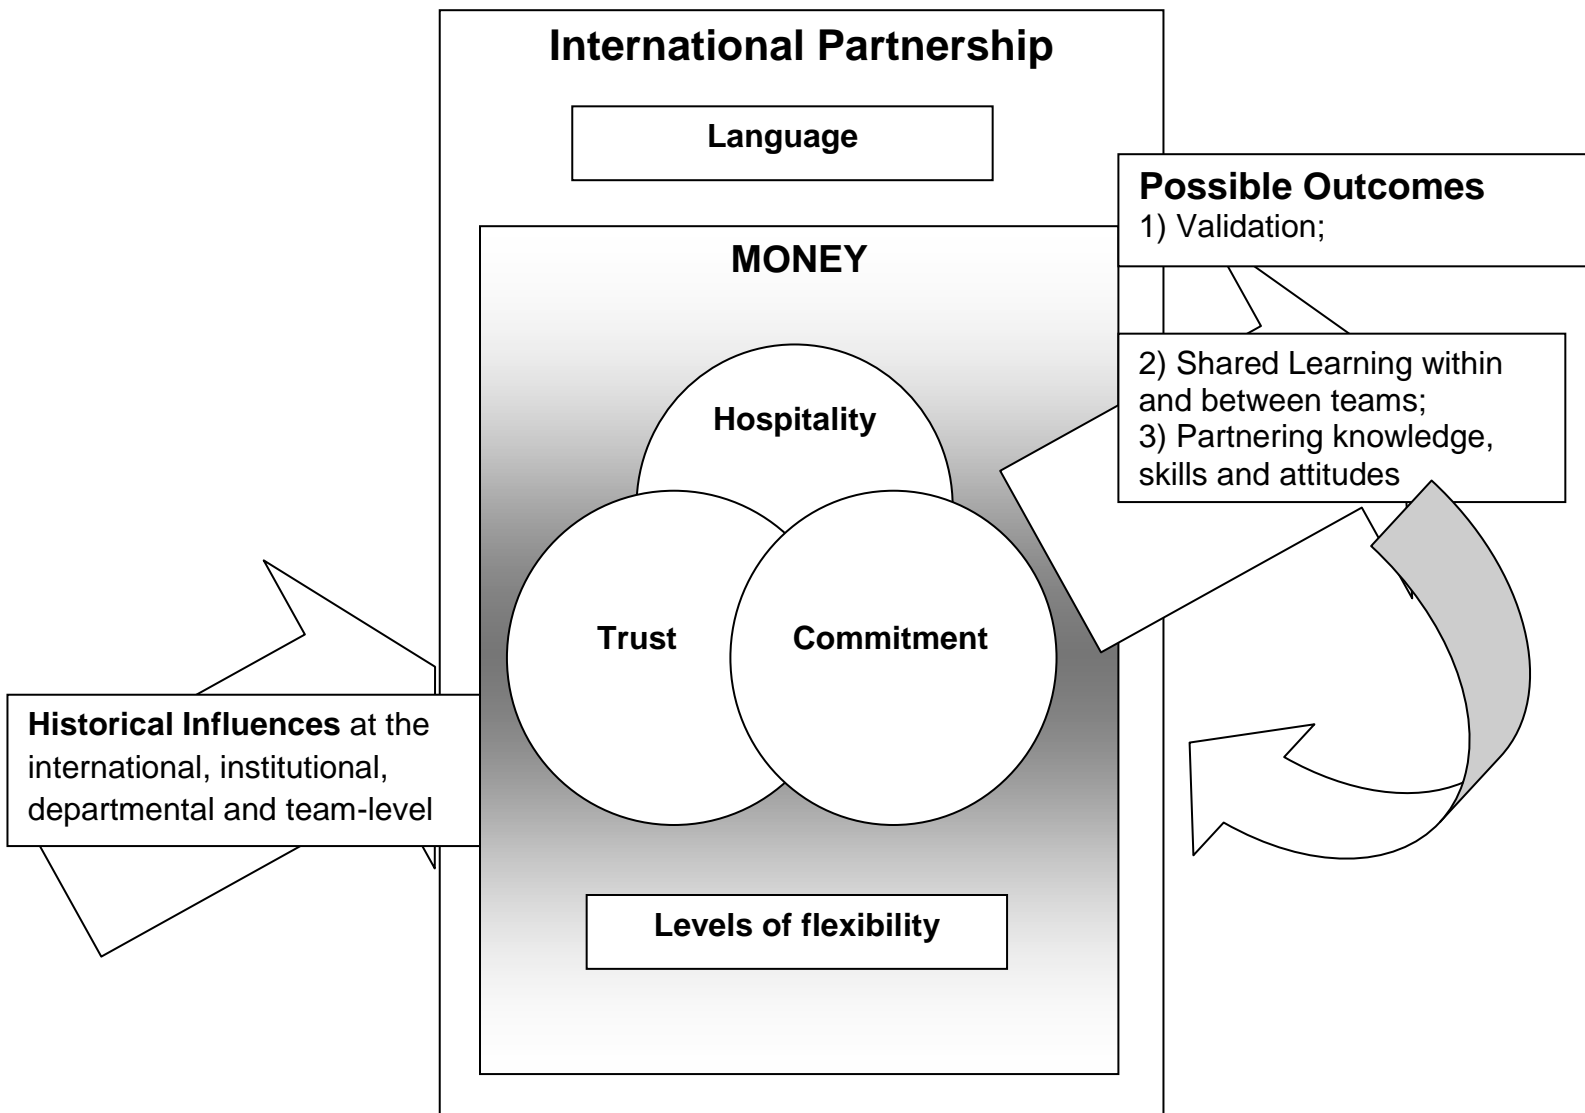 International Partnership
Language
Possible Outcomes
1) Validation;
MONEY
2) Shared Learning within
and between teams;
3) Partnering knowledge,
skills and attitudes
Hospitality
Trust
Commitment
Historical Influences at the
international, institutional,
departmental and team-level
Levels of flexibility